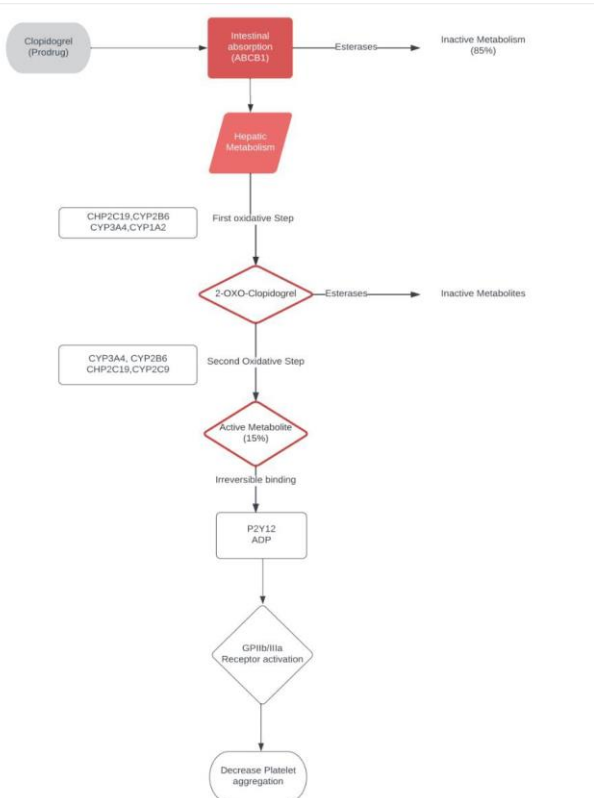 Clopidogrel
(Prodrug)
Intestinal
absorption
(ABCB1)
Esterases
Inactive Metabolism
(85%)
Hepatic
Metabolism
CHP2C19,CYP2B6
CYP3A4,CYP1A2
First oxidative Step
2-OXO-Clopidogrel
Esterases
Inactive Metabolites
CYP3A4, CYP2B6
CHP2C19,CYP2C9
Second Oxidative Step
Active Metabolite
(15%)
Irreversible binding
P2Y12
ADP
GPIIb/IIIa
Receptor activation
Decrease Platelet
aggregation